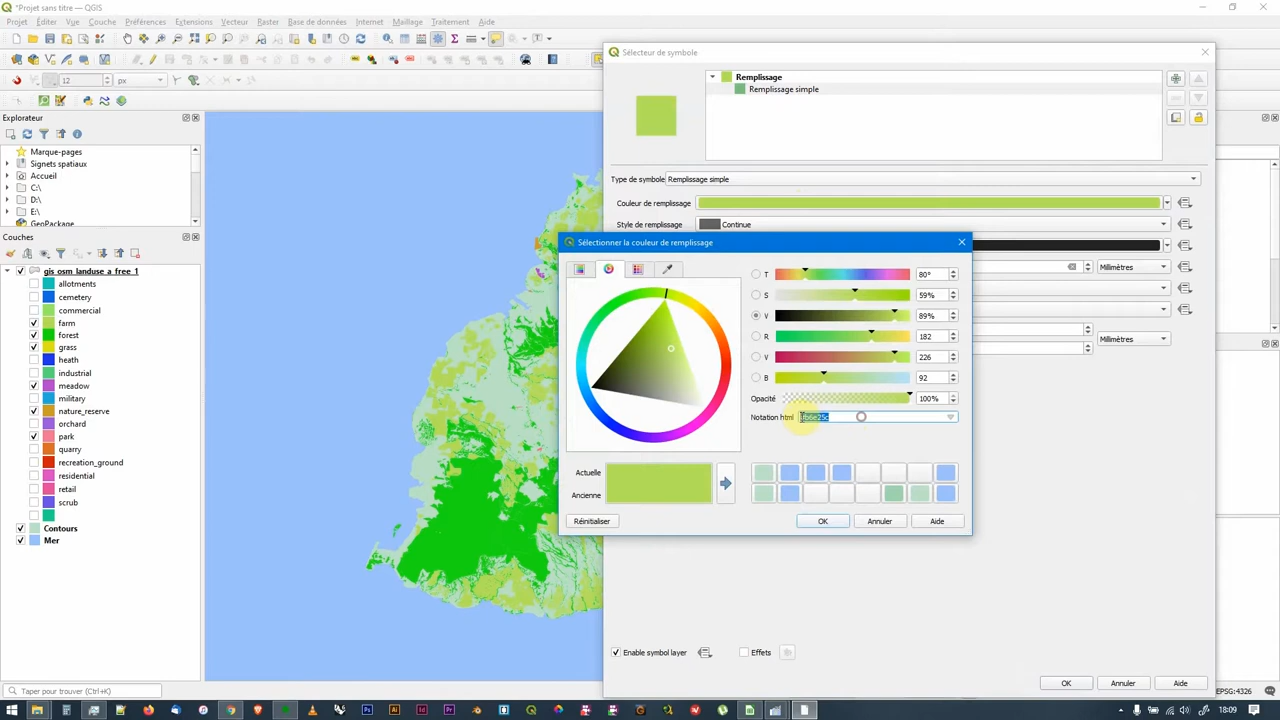 *Projet sans titre — QGIS
Projet Éditer Vue Couche Préférences Extensions Vecteur Raster Base de données Internet Maillage Traitement Aide
12 px
Explorateur
Marque-pages
Signets spatiaux
Accueil
C:\
D:\
E:\
GeoPackage
Couches
gis_osm_landuse_a_free_1
allotments
cemetery
commercial
farm
forest
grass
heath
industrial
meadow
military
nature_reserve
orchard
park
quarry
recreation_ground
residential
retail
scrub
Contours
Mer
Taper pour trouver (Ctrl+K)
Sélecteur de symbole
Remplissage
Remplissage simple
Type de symbole Remplissage simple
Couleur de remplissage
Style de remplissage Continue
Millimètres
Millimètres
Enable symbol layer Effets
OK Annuler Aide
Sélectionner la couleur de remplissage
T 80°
S 59%
V 89%
R 182
V 226
B 92
Opacité 100%
Notation html #b6e25c
Actuelle
Ancienne
Réinitialiser OK Annuler Aide
EPSG:4326
18:09